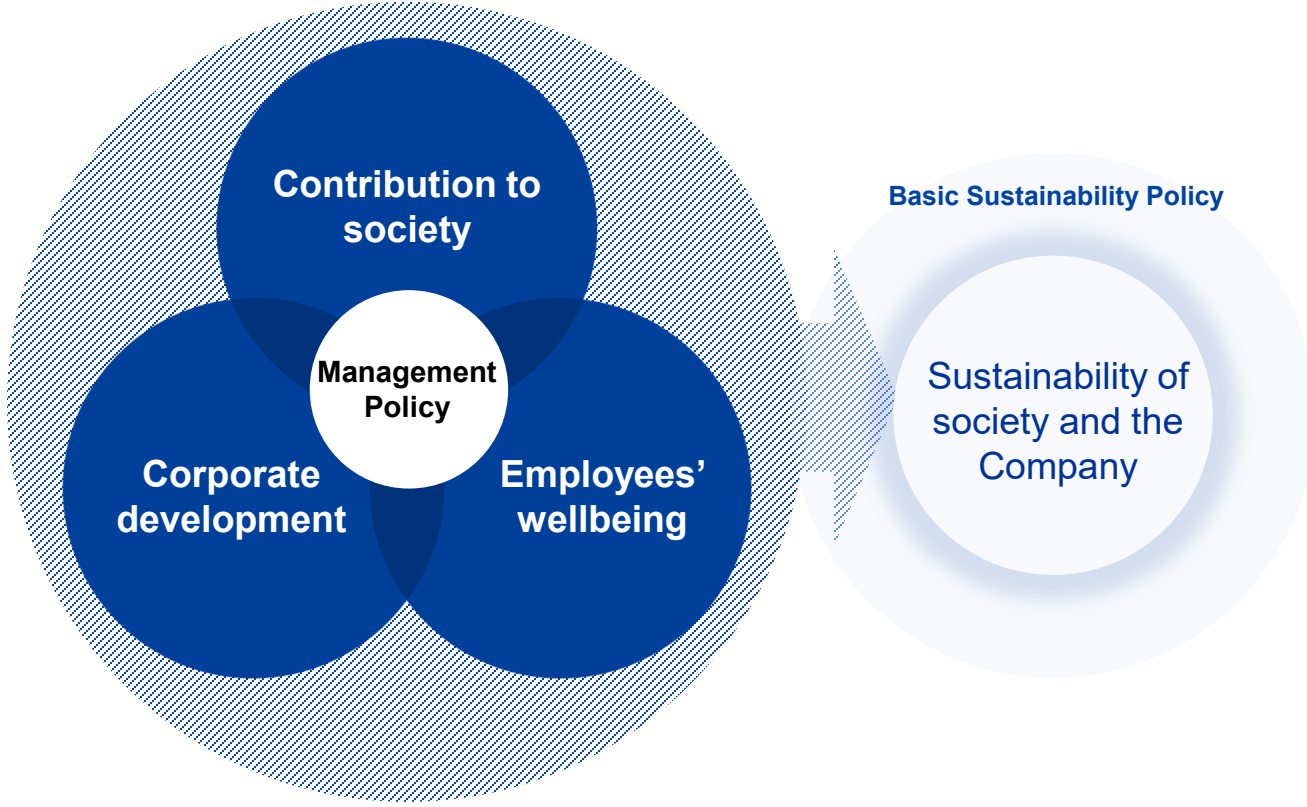 Contribution to
society
Management
Policy
Corporate
development
Employees’
wellbeing
Basic Sustainability Policy
Sustainability of
society and the
Company